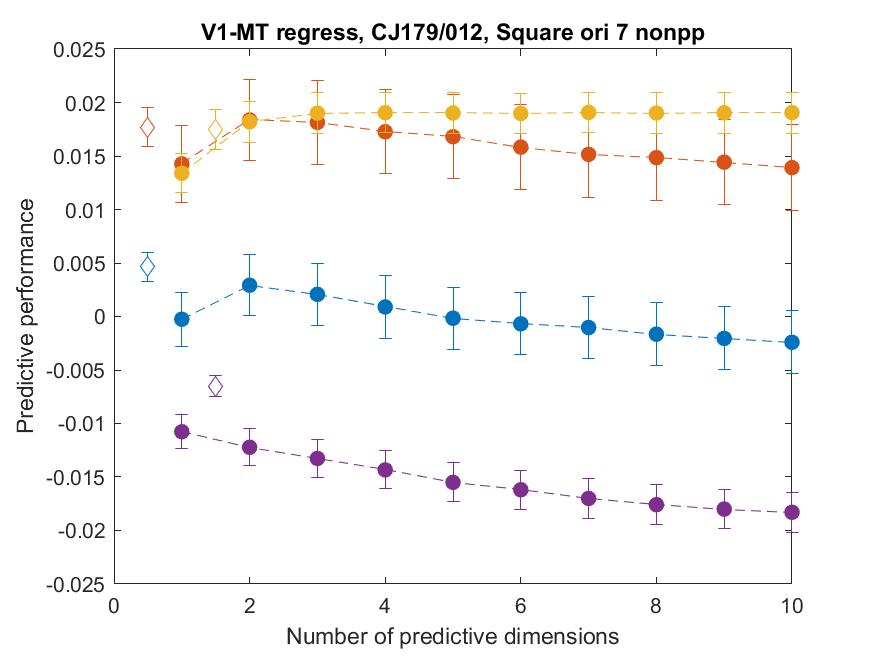 V1-MT regress, CJ179/012, Square ori 7 nonpp
0.025
0.02
0.015
0.01
0.005
0
-0.005
-0.01
-0.015
-0.02
-0.025
Predictive performance
0 2 4 6 8 10
Number of predictive dimensions